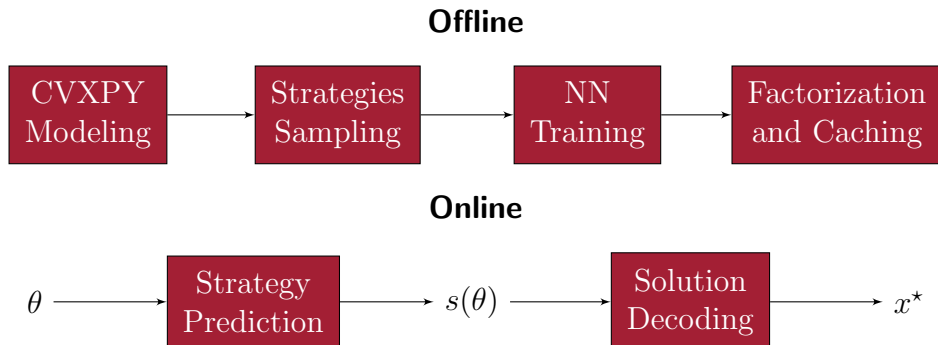 Offline
CVXPY
Modeling
Strategies
Sampling
NN
Training
Factorization
and Caching
Online
θ
Strategy
Prediction
s(θ)
Solution
Decoding
x⋆